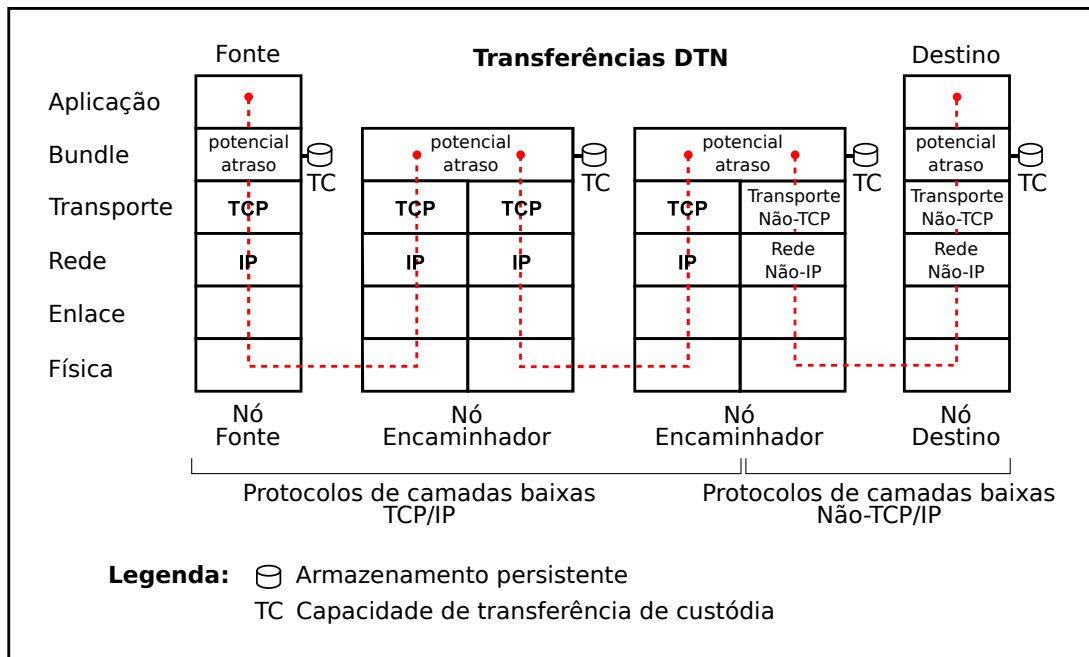 Fonte
Transferências DTN
Destino
Aplicação
Bundle
potencial
atraso
TC
potencial
atraso
TC
potencial
atraso
TC
potencial
atraso
TC
Transporte
TCP
TCP
TCP
TCP
Transporte
Não-TCP
Transporte
Não-TCP
Rede
IP
IP
IP
IP
Rede
Não-IP
Rede
Não-IP
Enlace
Física
Nó
Fonte
Nó
Encaminhador
Nó
Encaminhador
Nó
Destino
Protocolos de camadas baixas
TCP/IP
Protocolos de camadas baixas
Não-TCP/IP
Legenda:
Armazenamento persistente
TC Capacidade de transferência de custódia